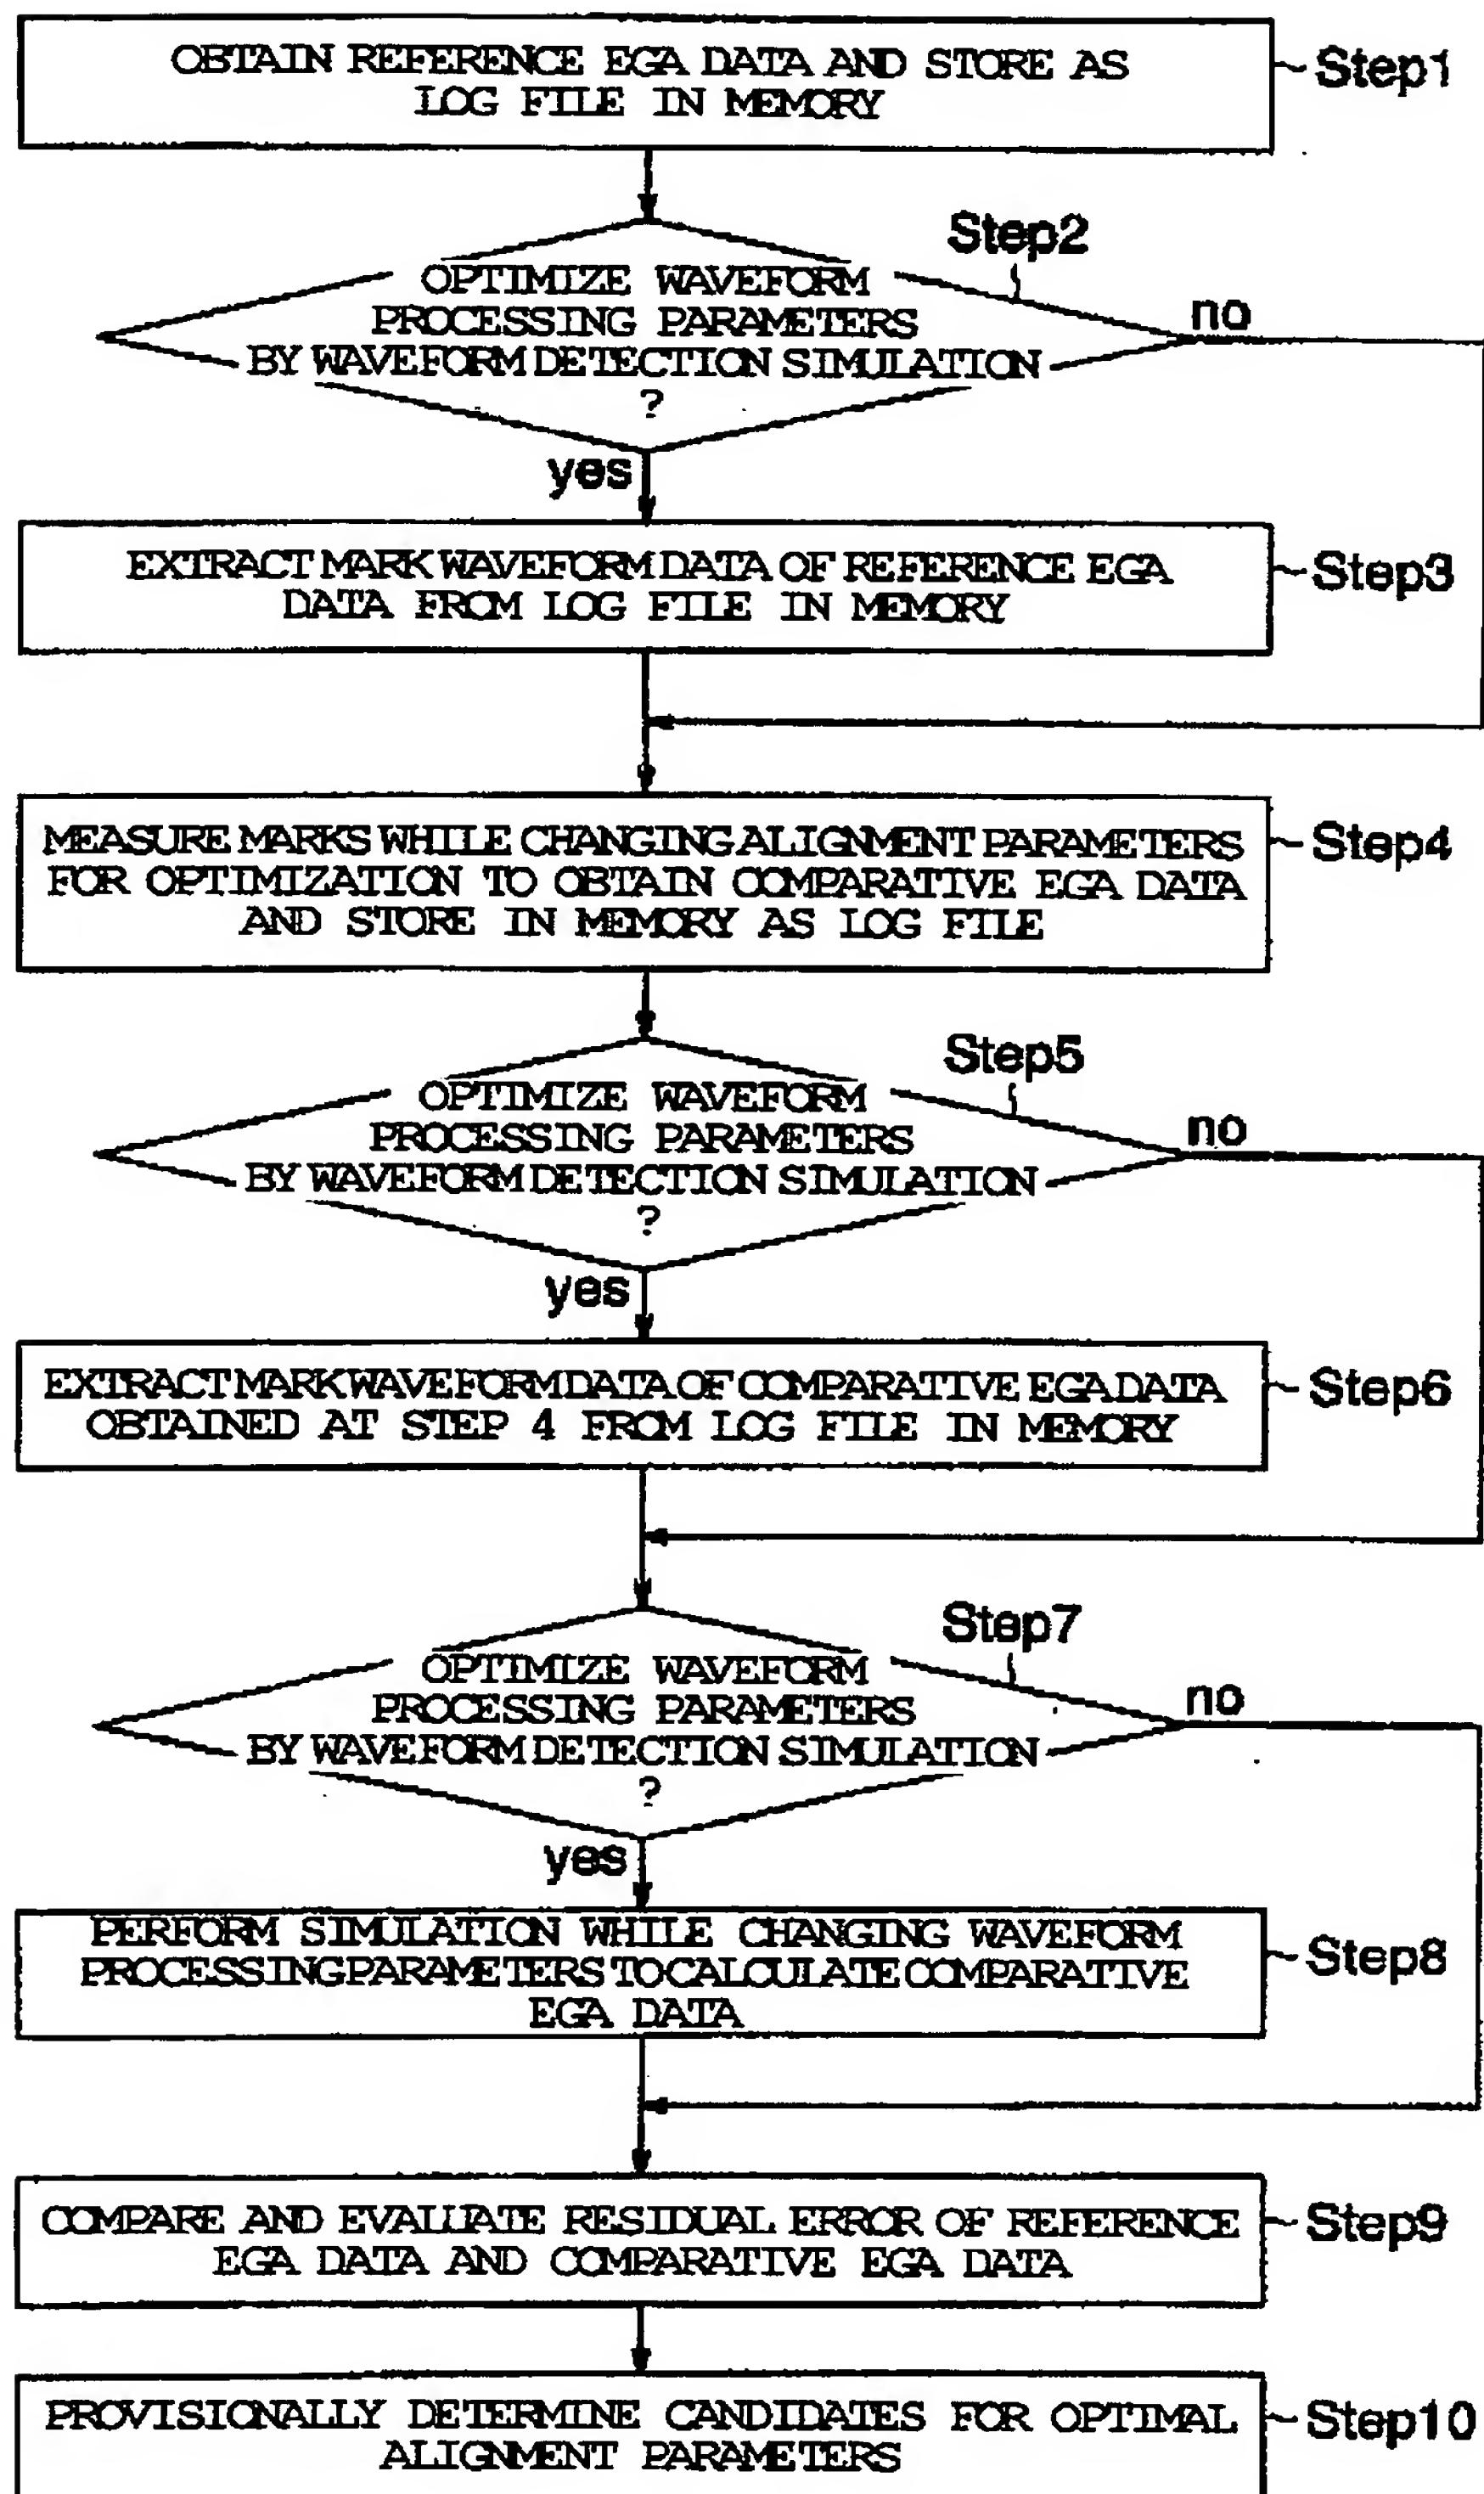 OBTAIN REFERENCE EGA DATA AND STORE AS
LOG FILE IN MEMORY
Step1
Step2
OPTIMIZE WAVEFORM
PROCESSING PARAMETERS
BY WAVEFORM DETECTION SIMULATION
?
no
yes
EXTRACT MARK WAVEFORM DATA OF REFERENCE EGA
DATA FROM LOG FILE IN MEMORY
Step3
MEASURE MARKS WHILE CHANGING ALIGNMENT PARAMETERS
FOR OPTIMIZATION TO OBTAIN COMPARATIVE EGA DATA
AND STORE IN MEMORY AS LOG FILE
Step4
Step5
OPTIMIZE WAVEFORM
PROCESSING PARAMETERS
BY WAVEFORM DETECTION SIMULATION
?
no
yes
EXTRACT MARK WAVEFORM DATA OF COMPARATIVE EGA DATA
OBTAINED AT STEP 4 FROM LOG FILE IN MEMORY
Step6
Step7
OPTIMIZE WAVEFORM
PROCESSING PARAMETERS
BY WAVEFORM DETECTION SIMULATION
?
no
yes
PERFORM SIMULATION WHILE CHANGING WAVEFORM
PROCESSING PARAMETERS TO CALCULATE COMPARATIVE
EGA DATA
Step8
COMPARE AND EVALUATE RESIDUAL ERROR OF REFERENCE
EGA DATA AND COMPARATIVE EGA DATA
Step9
PROVISIONALLY DETERMINE CANDIDATES FOR OPTIMAL
ALIGNMENT PARAMETERS
Step10